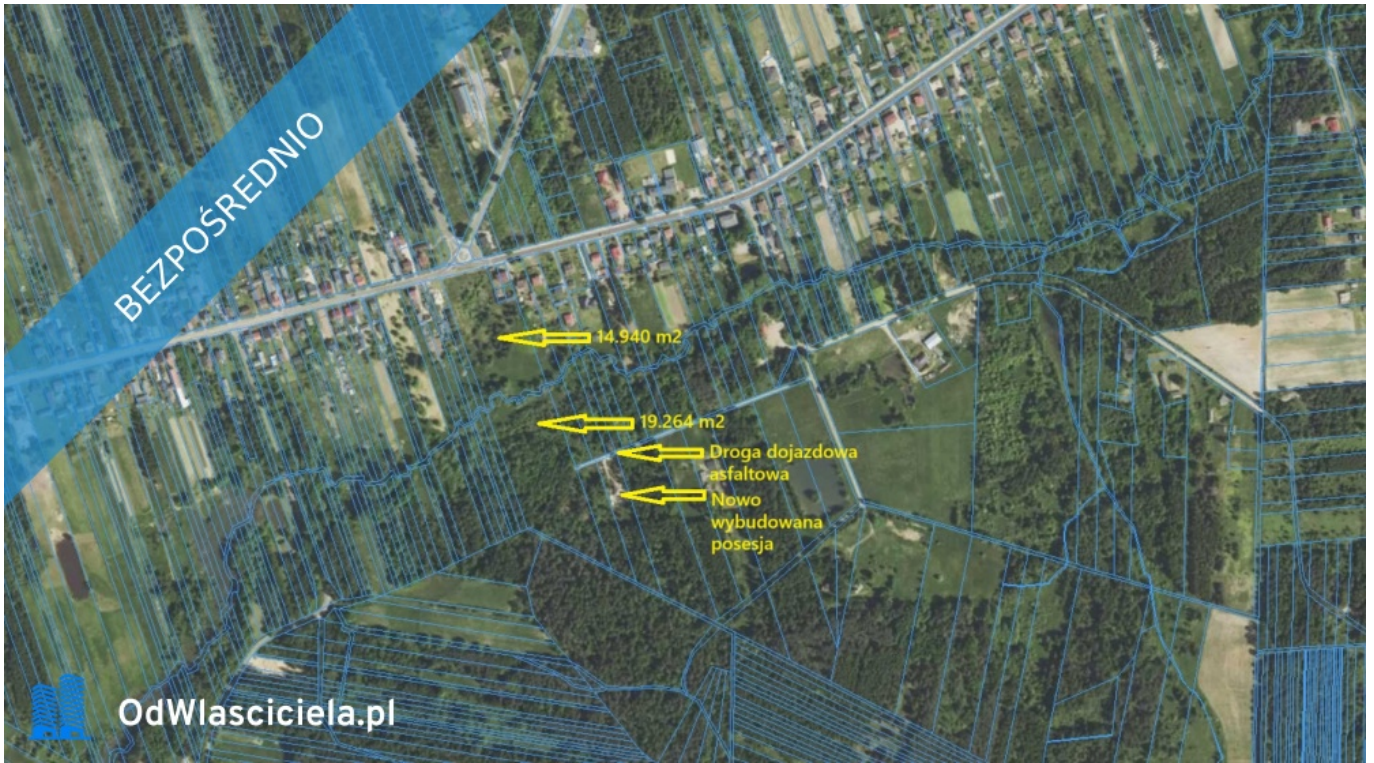 BEZPOŚREDNIO
14.940 m2
19.264 m2
Droga dojazdowa
asfaltowa
Nowo
wybudowana
posesja
OdWlasciciela.pl